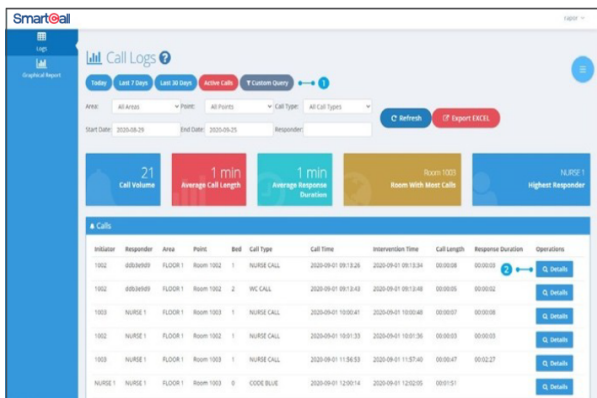 SmartCall
Logs
Graphical Report
Call Logs ?
Today Last 7 Days Last 30 Days Active Calls Custom Query 1
Area: All Areas Point: All Points Call Type: All Call Types
Refresh Export EXCEL
Start Date: 2020-08-29 End Date: 2020-09-25 Responder:
21 1 min 1 min Room 1003 NURSE 1
Call Volume Average Call Length Average Response Duration Room With Most Calls Highest Responder
Calls
Initiator Responder Area Point Bed Call Type Call Time Intervention Time Call Length Response Duration Operations
1002 ddb3e9d9 FLOOR 1 Room 1002 1 NURSE CALL 2020-09-01 09:13:26 2020-09-01 09:13:34 00:00:08 00:00:03 2 Details
1002 ddb3e9d9 FLOOR 1 Room 1002 2 WC CALL 2020-09-01 09:13:43 2020-09-01 09:13:48 00:00:05 00:00:02 Details
1003 NURSE 1 FLOOR 1 Room 1003 1 NURSE CALL 2020-09-01 10:00:41 2020-09-01 10:00:48 00:00:07 00:00:08 Details
1002 NURSE 1 FLOOR 1 Room 1002 1 NURSE CALL 2020-09-01 10:01:33 2020-09-01 10:01:36 00:00:03 00:00:03 Details
1003 NURSE 1 FLOOR 1 Room 1003 1 NURSE CALL 2020-09-01 11:56:53 2020-09-01 11:57:40 00:00:47 00:02:27 Details
NURSE 1 NURSE 1 FLOOR 1 Room 1003 0 CODE BLUE 2020-09-01 12:00:14 2020-09-01 12:02:05 00:01:51 Details